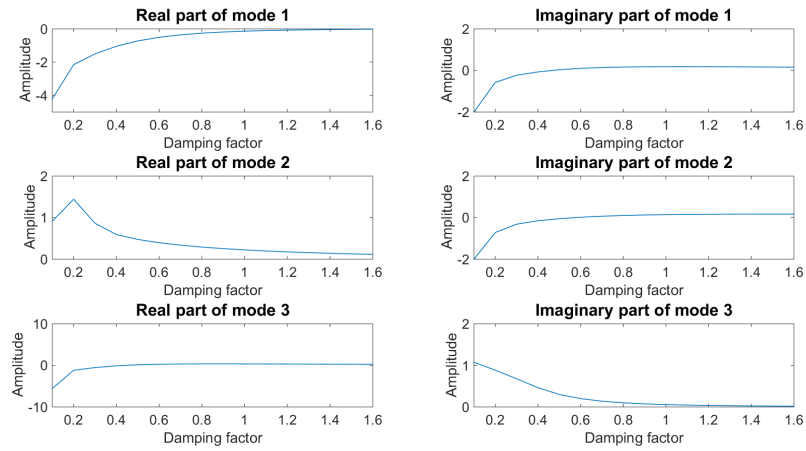 Real part of mode 1
Amplitude
0
-2
-4
0.2 0.4 0.6 0.8 1 1.2 1.4 1.6
Damping factor
Imaginary part of mode 1
Amplitude
2
0
-2
0.2 0.4 0.6 0.8 1 1.2 1.4 1.6
Damping factor
Real part of mode 2
Amplitude
2
1
0
0.2 0.4 0.6 0.8 1 1.2 1.4 1.6
Damping factor
Imaginary part of mode 2
Amplitude
2
0
-2
0.2 0.4 0.6 0.8 1 1.2 1.4 1.6
Damping factor
Real part of mode 3
Amplitude
10
0
-10
0.2 0.4 0.6 0.8 1 1.2 1.4 1.6
Damping factor
Imaginary part of mode 3
Amplitude
2
1
0
0.2 0.4 0.6 0.8 1 1.2 1.4 1.6
Damping factor